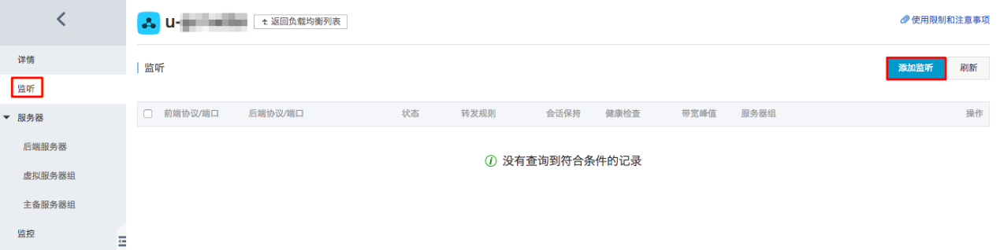 u-
返回负载均衡列表
使用限制和注意事项
详情
监听
服务器
后端服务器
虚拟服务器组
主备服务器组
监控
监听
添加监听
刷新
前端协议/端口 后端协议/端口 状态 转发规则 会话保持 健康检查 带宽峰值 服务器组 操作
没有查询到符合条件的记录